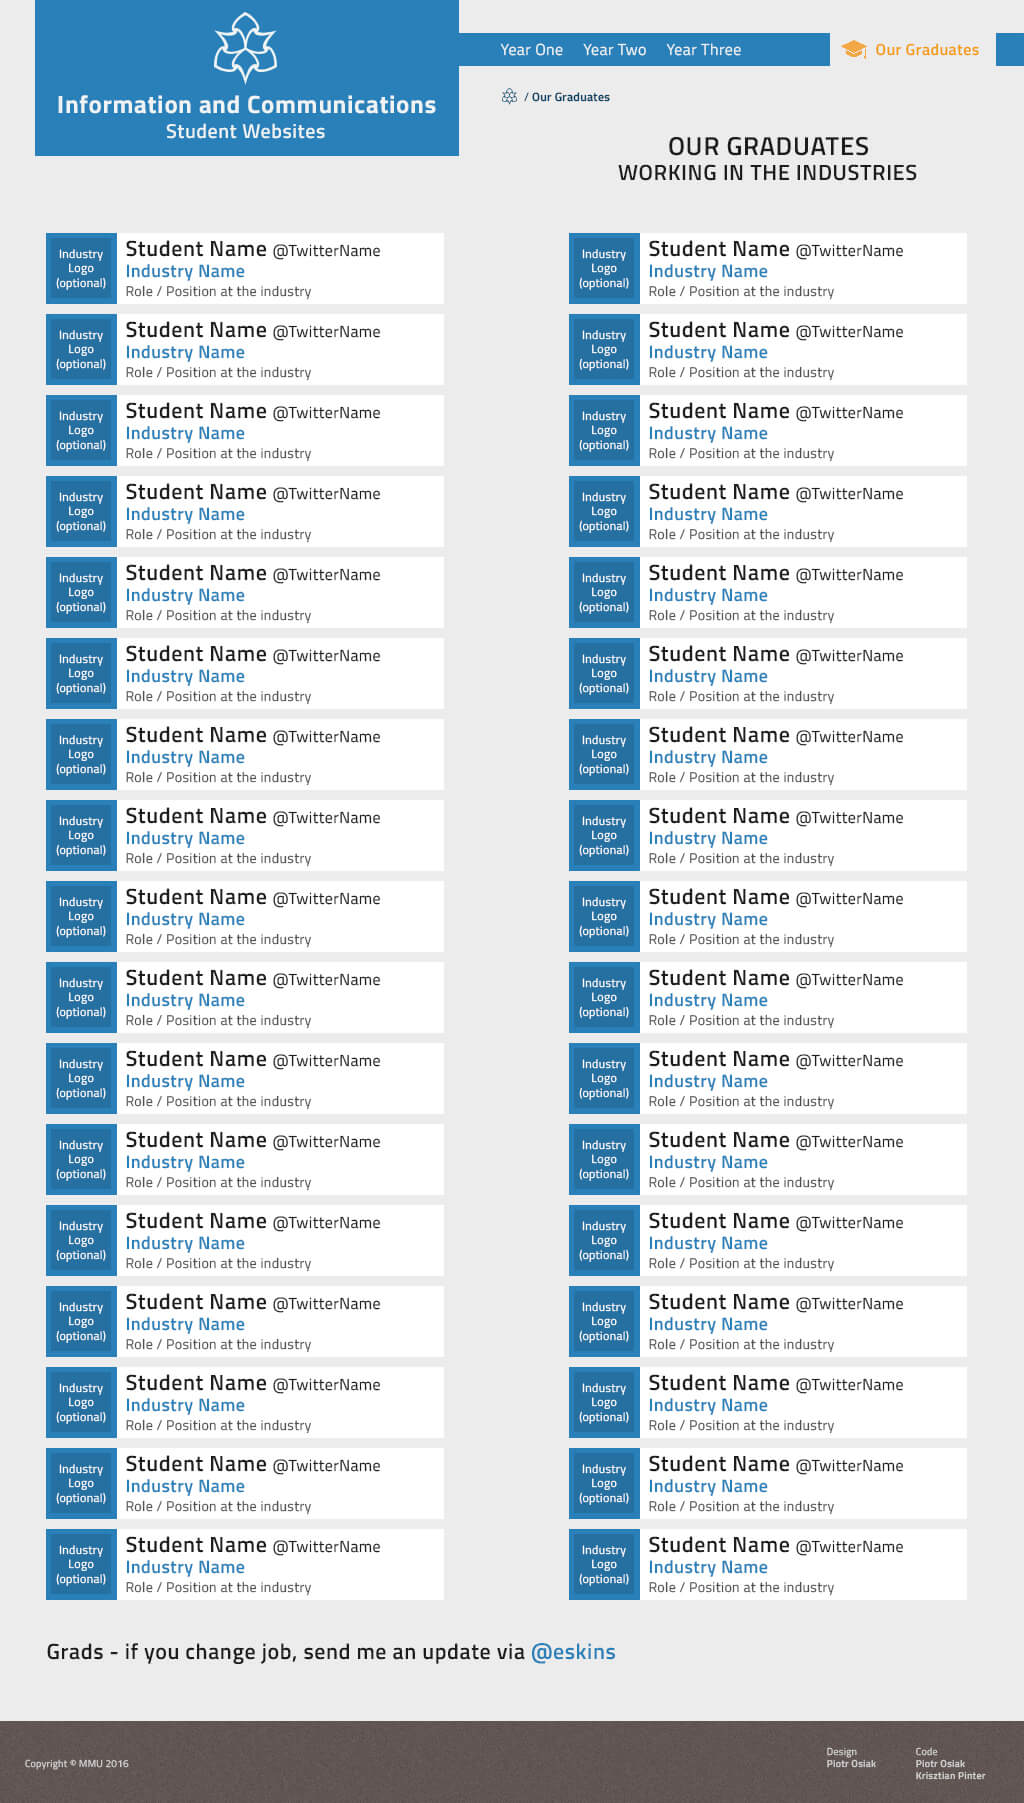 Information and Communications
Student Websites
Year One Year Two Year Three Our Graduates
/ Our Graduates
OUR GRADUATES
WORKING IN THE INDUSTRIES
Industry
Logo
(optional)
Student Name @TwitterName
Industry Name
Role / Position at the industry
Industry
Logo
(optional)
Student Name @TwitterName
Industry Name
Role / Position at the industry
Industry
Logo
(optional)
Student Name @TwitterName
Industry Name
Role / Position at the industry
Industry
Logo
(optional)
Student Name @TwitterName
Industry Name
Role / Position at the industry
Industry
Logo
(optional)
Student Name @TwitterName
Industry Name
Role / Position at the industry
Industry
Logo
(optional)
Student Name @TwitterName
Industry Name
Role / Position at the industry
Industry
Logo
(optional)
Student Name @TwitterName
Industry Name
Role / Position at the industry
Industry
Logo
(optional)
Student Name @TwitterName
Industry Name
Role / Position at the industry
Industry
Logo
(optional)
Student Name @TwitterName
Industry Name
Role / Position at the industry
Industry
Logo
(optional)
Student Name @TwitterName
Industry Name
Role / Position at the industry
Industry
Logo
(optional)
Student Name @TwitterName
Industry Name
Role / Position at the industry
Industry
Logo
(optional)
Student Name @TwitterName
Industry Name
Role / Position at the industry
Industry
Logo
(optional)
Student Name @TwitterName
Industry Name
Role / Position at the industry
Industry
Logo
(optional)
Student Name @TwitterName
Industry Name
Role / Position at the industry
Industry
Logo
(optional)
Student Name @TwitterName
Industry Name
Role / Position at the industry
Industry
Logo
(optional)
Student Name @TwitterName
Industry Name
Role / Position at the industry
Industry
Logo
(optional)
Student Name @TwitterName
Industry Name
Role / Position at the industry
Industry
Logo
(optional)
Student Name @TwitterName
Industry Name
Role / Position at the industry
Industry
Logo
(optional)
Student Name @TwitterName
Industry Name
Role / Position at the industry
Industry
Logo
(optional)
Student Name @TwitterName
Industry Name
Role / Position at the industry
Industry
Logo
(optional)
Student Name @TwitterName
Industry Name
Role / Position at the industry
Industry
Logo
(optional)
Student Name @TwitterName
Industry Name
Role / Position at the industry
Industry
Logo
(optional)
Student Name @TwitterName
Industry Name
Role / Position at the industry
Industry
Logo
(optional)
Student Name @TwitterName
Industry Name
Role / Position at the industry
Industry
Logo
(optional)
Student Name @TwitterName
Industry Name
Role / Position at the industry
Industry
Logo
(optional)
Student Name @TwitterName
Industry Name
Role / Position at the industry
Industry
Logo
(optional)
Student Name @TwitterName
Industry Name
Role / Position at the industry
Industry
Logo
(optional)
Student Name @TwitterName
Industry Name
Role / Position at the industry
Industry
Logo
(optional)
Student Name @TwitterName
Industry Name
Role / Position at the industry
Industry
Logo
(optional)
Student Name @TwitterName
Industry Name
Role / Position at the industry
Industry
Logo
(optional)
Student Name @TwitterName
Industry Name
Role / Position at the industry
Industry
Logo
(optional)
Student Name @TwitterName
Industry Name
Role / Position at the industry
Industry
Logo
(optional)
Student Name @TwitterName
Industry Name
Role / Position at the industry
Industry
Logo
(optional)
Student Name @TwitterName
Industry Name
Role / Position at the industry
Grads - if you change job, send me an update via @eskins
Copyright © MMU 2016
Design
Piotr Osiak
Code
Piotr Osiak
Krisztian Pinter